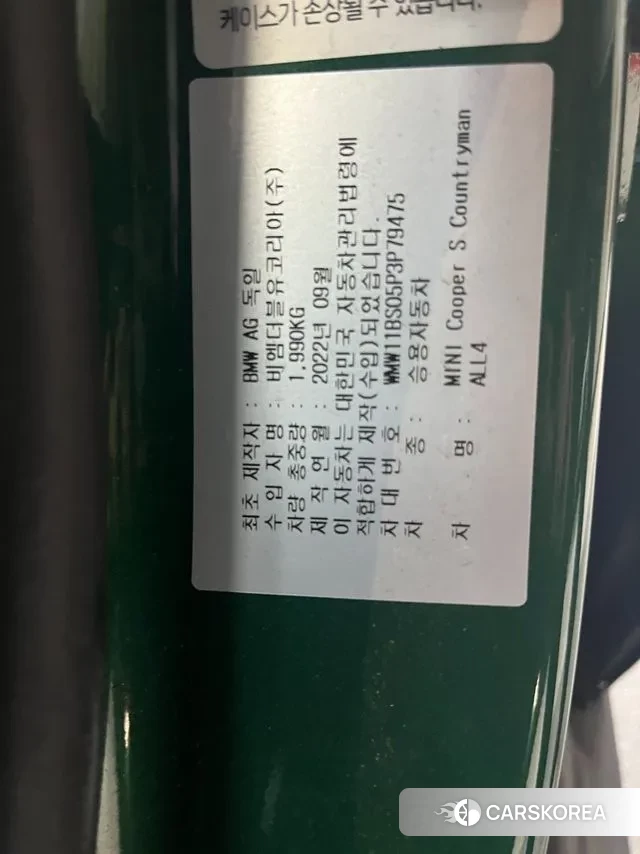 케이스가 손상될 수 있습니다.
최초 제작자 : BMW AG 독일
수 입 자 명 : 비엠더블유코리아(주)
차량 총중량 : 1,990KG
제 작 연 월 : 2022년 09월
이 자동차는 대한민국 자동차관리법령에
적합하게 제작(수입)되었습니다.
차 대 번 호 : WMW11BS05P3P79475
차 종 : 승용자동차
차 명 : MINI Cooper S Countryman
ALL4
CARSKOREA